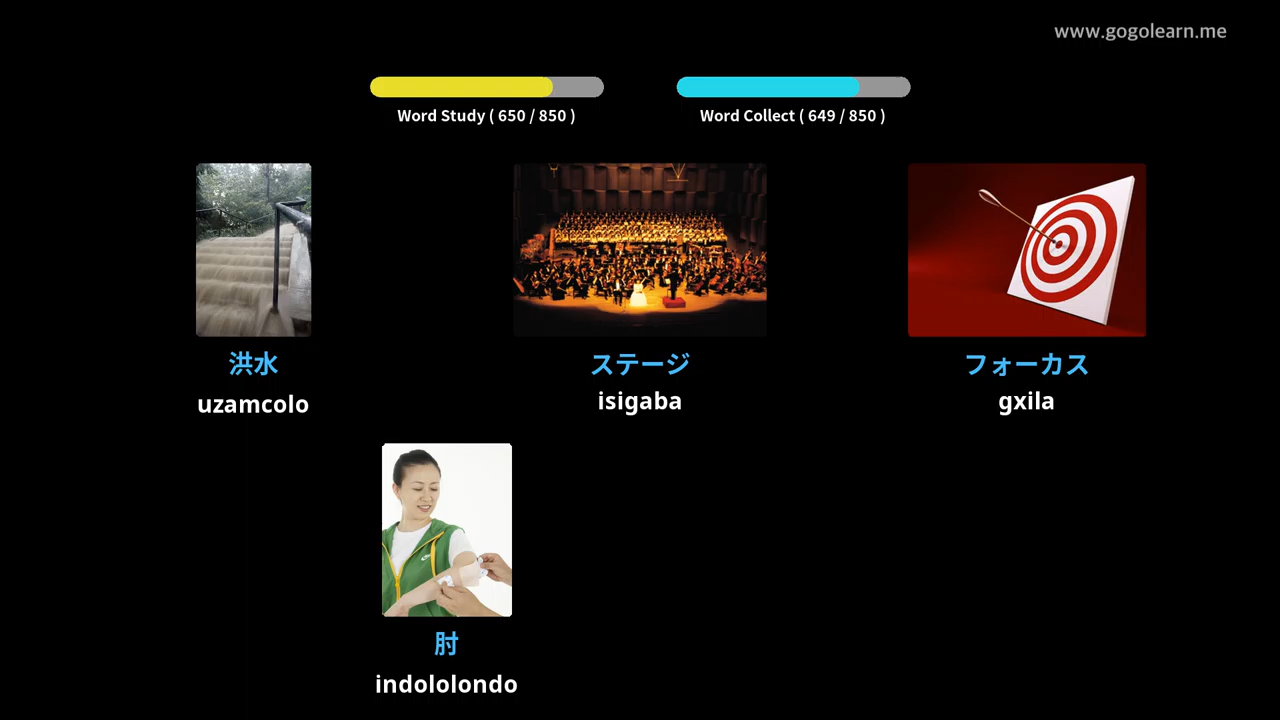 www.gogolearn.me
Word Study ( 650 / 850 )
Word Collect ( 649 / 850 )
洪水
uzamcolo
ステージ
isigaba
フォーカス
gxila
肘
indololondo